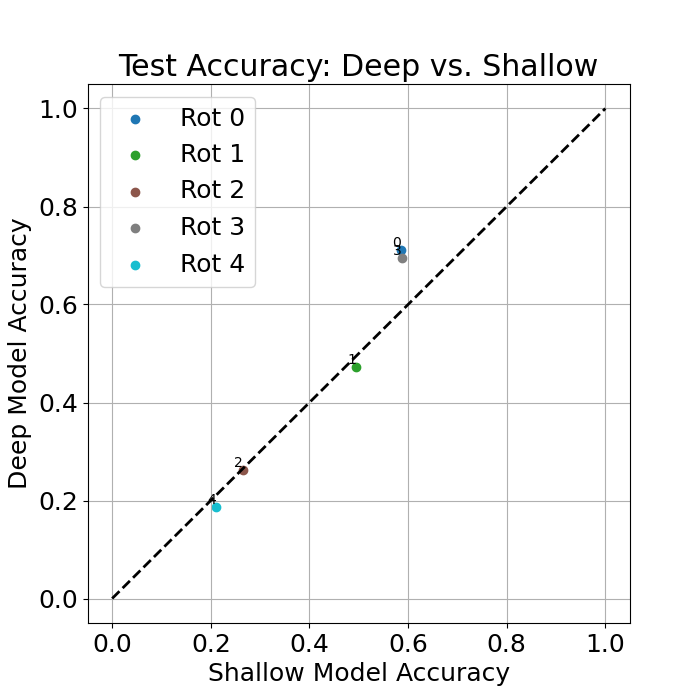 Test Accuracy: Deep vs. Shallow
1.0
0.8
0.6
0.4
0.2
0.0
Deep Model Accuracy
Rot 0
Rot 1
Rot 2
Rot 3
Rot 4
0
3
1
2
4
0.0 0.2 0.4 0.6 0.8 1.0
Shallow Model Accuracy